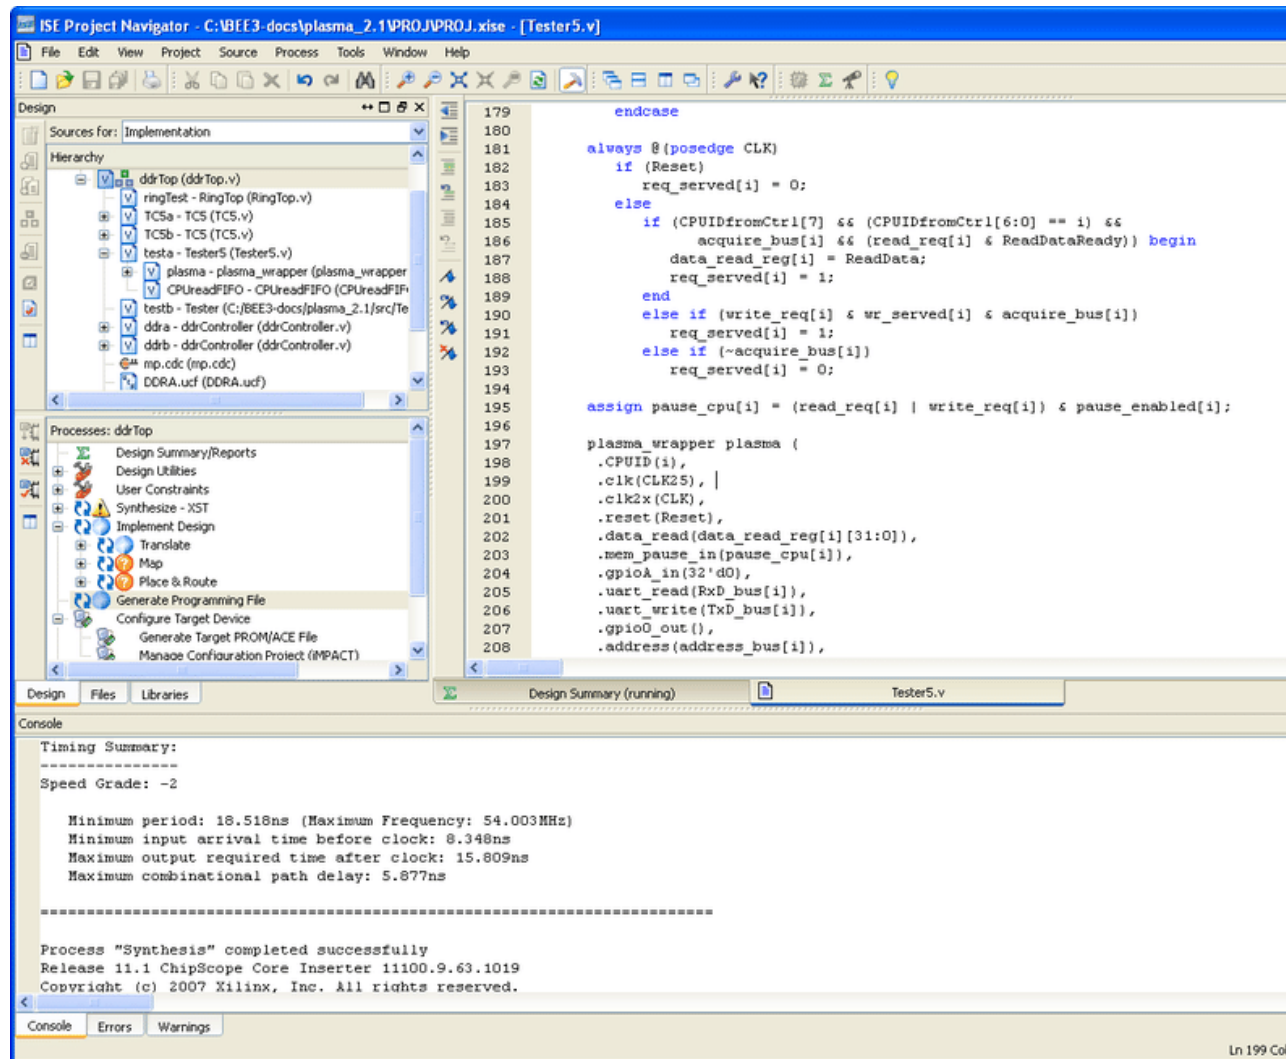 ISE Project Navigator - C:\BEE3-docs\plasma_2.1\PROJ\PROJ.xise - [Tester5.v]
File Edit View Project Source Process Tools Window Help
Design
Sources for: Implementation
Hierarchy
ddrTop (ddrTop.v)
ringTest - RingTop (RingTop.v)
TC5a - TC5 (TC5.v)
TC5b - TC5 (TC5.v)
testa - Tester5 (Tester5.v)
plasma - plasma_wrapper (plasma_wrapper
CPUreadFIFO - CPUreadFIFO (CPUreadFIF
testb - Tester (C:/BEE3-docs/plasma_2.1/src/Te
ddra - ddrController (ddrController.v)
ddrb - ddrController (ddrController.v)
mp.cdc (mp.cdc)
DDRA.ucf (DDRA.ucf)
Processes: ddrTop
Design Summary/Reports
Design Utilities
User Constraints
Synthesize - XST
Implement Design
Translate
Map
Place & Route
Generate Programming File
Configure Target Device
Generate Target PROM/ACE File
Manage Configuration Project (iMPACT)
Design Files Libraries
179 endcase
180
181 always @(posedge CLK)
182 if (Reset)
183 req_served[i] = 0;
184 else
185 if (CPUIDfromCtrl[7] && (CPUIDfromCtrl[6:0] == i) &&
186 acquire_bus[i] && (read_req[i] & ReadDataReady)) begin
187 data_read_reg[i] = ReadData;
188 req_served[i] = 1;
189 end
190 else if (write_req[i] & wr_served[i] & acquire_bus[i])
191 req_served[i] = 1;
192 else if (~acquire_bus[i])
193 req_served[i] = 0;
194
195 assign pause_cpu[i] = (read_req[i] | write_req[i]) & pause_enabled[i];
196
197 plasma_wrapper plasma (
198 .CPUID(i),
199 .clk(CLK25),
200 .clk2x(CLK),
201 .reset(Reset),
202 .data_read(data_read_reg[i][31:0]),
203 .mem_pause_in(pause_cpu[i]),
204 .gpioA_in(32'd0),
205 .uart_read(RxD_bus[i]),
206 .uart_write(TxD_bus[i]),
207 .gpio0_out(),
208 .address(address_bus[i]),
Design Summary (running) Tester5.v
Console
Timing Summary:
---------------
Speed Grade: -2
Minimum period: 18.518ns (Maximum Frequency: 54.003MHz)
Minimum input arrival time before clock: 8.348ns
Maximum output required time after clock: 15.809ns
Maximum combinational path delay: 5.877ns
=========================================================================
Process "Synthesis" completed successfully
Release 11.1 ChipScope Core Inserter 11100.9.63.1019
Copyright (c) 2007 Xilinx, Inc. All rights reserved.
Console Errors Warnings
Ln 199 Col